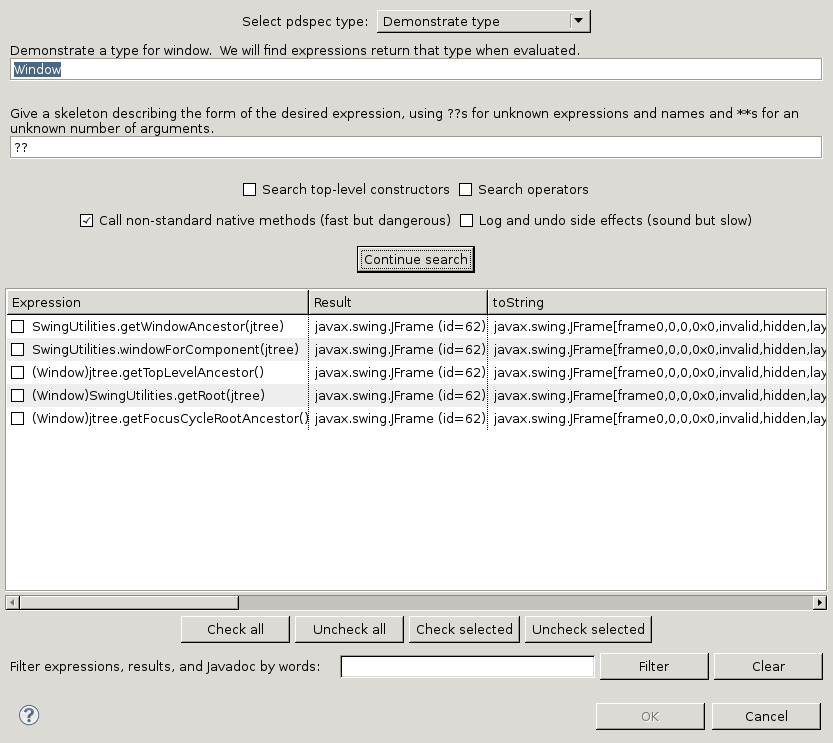 Select pdspec type: Demonstrate type
Demonstrate a type for window.  We will find expressions return that type when evaluated.
Window
Give a skeleton describing the form of the desired expression, using ??s for unknown expressions and names and **s for an
unknown number of arguments.
??
Search top-level constructors Search operators
Call non-standard native methods (fast but dangerous) Log and undo side effects (sound but slow)
Continue search
Expression Result toString
SwingUtilities.getWindowAncestor(jtree) javax.swing.JFrame (id=62) javax.swing.JFrame[frame0,0,0,0x0,invalid,hidden,lay
SwingUtilities.windowForComponent(jtree) javax.swing.JFrame (id=62) javax.swing.JFrame[frame0,0,0,0x0,invalid,hidden,lay
(Window)jtree.getTopLevelAncestor() javax.swing.JFrame (id=62) javax.swing.JFrame[frame0,0,0,0x0,invalid,hidden,lay
(Window)SwingUtilities.getRoot(jtree) javax.swing.JFrame (id=62) javax.swing.JFrame[frame0,0,0,0x0,invalid,hidden,lay
(Window)jtree.getFocusCycleRootAncestor() javax.swing.JFrame (id=62) javax.swing.JFrame[frame0,0,0,0x0,invalid,hidden,lay
Check all Uncheck all Check selected Uncheck selected
Filter expressions, results, and Javadoc by words: Filter Clear
? OK Cancel